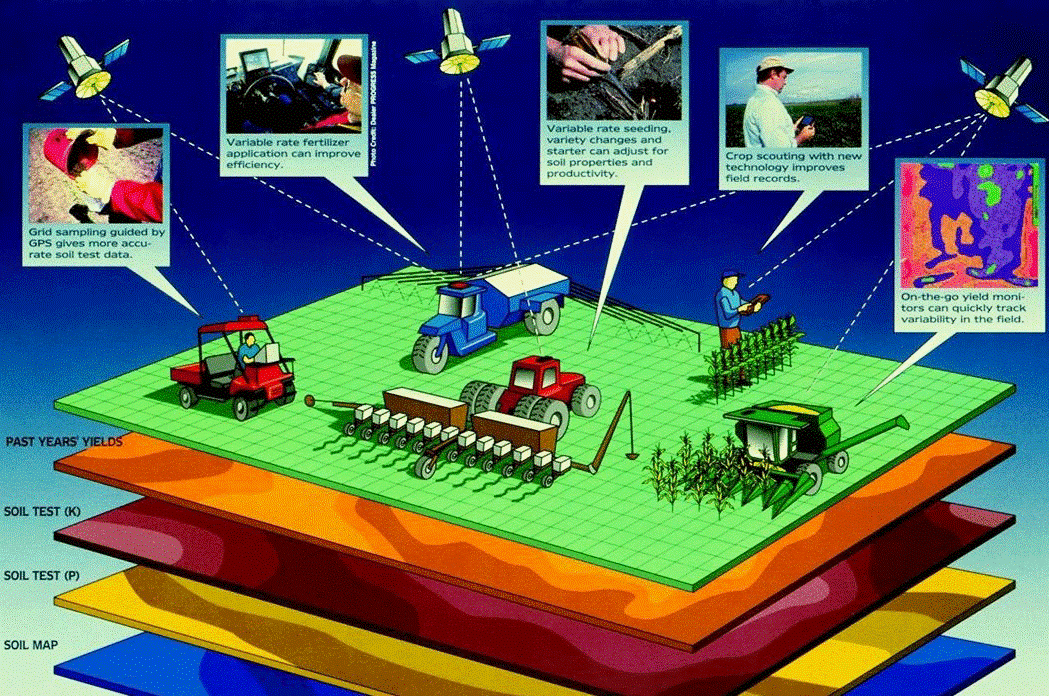 Variable rate fertilizer
application can improve
efficiency.
Photo Credit: Dealer PROGRESS Magazine
Variable rate seeding,
variety changes and
starter can adjust for
soil properties and
productivity.
Crop scouting with new
technology improves
field records.
Grid sampling guided by
GPS gives more accu-
rate soil test data.
On-the-go yield moni-
tors can quickly track
variability in the field.
PAST YEARS' YIELDS
SOIL TEST (K)
SOIL TEST (P)
SOIL MAP